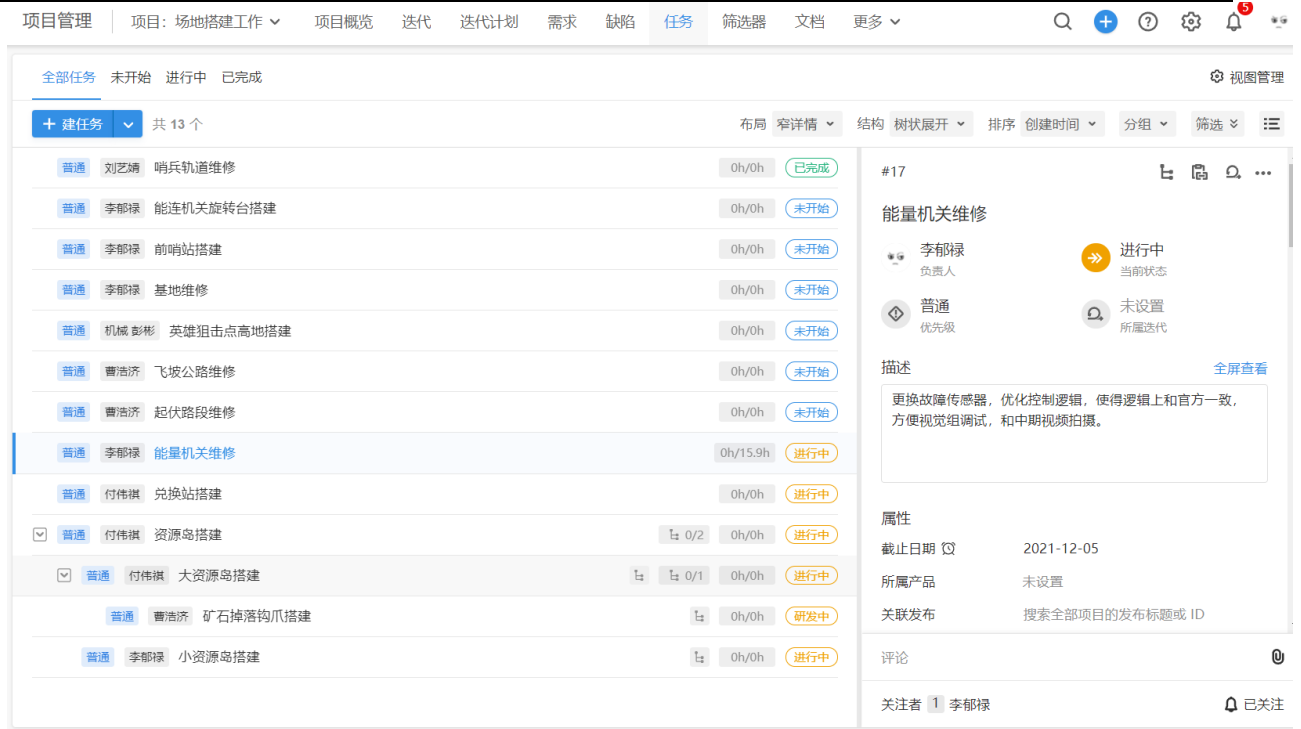 项目管理 项目：场地搭建工作 项目概览 迭代 迭代计划 需求 缺陷 任务 筛选器 文档 更多 5
全部任务 未开始 进行中 已完成 视图管理
建任务 共 13 个 布局 窄详情 结构 树状展开 排序 创建时间 分组 筛选
普通 刘艺婧 哨兵轨道维修 0h/0h 已完成
普通 李郁禄 能连机关旋转台搭建 0h/0h 未开始
普通 李郁禄 前哨站搭建 0h/0h 未开始
普通 李郁禄 基地维修 0h/0h 未开始
普通 机械 彭彬 英雄狙击点高地搭建 0h/0h 未开始
普通 曹浩济 飞坡公路维修 0h/0h 未开始
普通 曹浩济 起伏路段维修 0h/0h 未开始
普通 李郁禄 能量机关维修 0h/15.9h 进行中
普通 付伟祺 兑换站搭建 0h/0h 进行中
普通 付伟祺 资源岛搭建 0/2 0h/0h 进行中
普通 付伟祺 大资源岛搭建 0/1 0h/0h 进行中
普通 曹浩济 矿石掉落钩爪搭建 0h/0h 研发中
普通 李郁禄 小资源岛搭建 0h/0h 进行中
#17
能量机关维修
李郁禄 进行中
负责人 当前状态
普通 未设置
优先级 所属迭代
描述 全屏查看
更换故障传感器，优化控制逻辑，使得逻辑上和官方一致，
方便视觉组调试，和中期视频拍摄。
属性
截止日期 2021-12-05
所属产品 未设置
关联发布 搜索全部项目的发布标题或 ID
评论
关注者 1 李郁禄 已关注